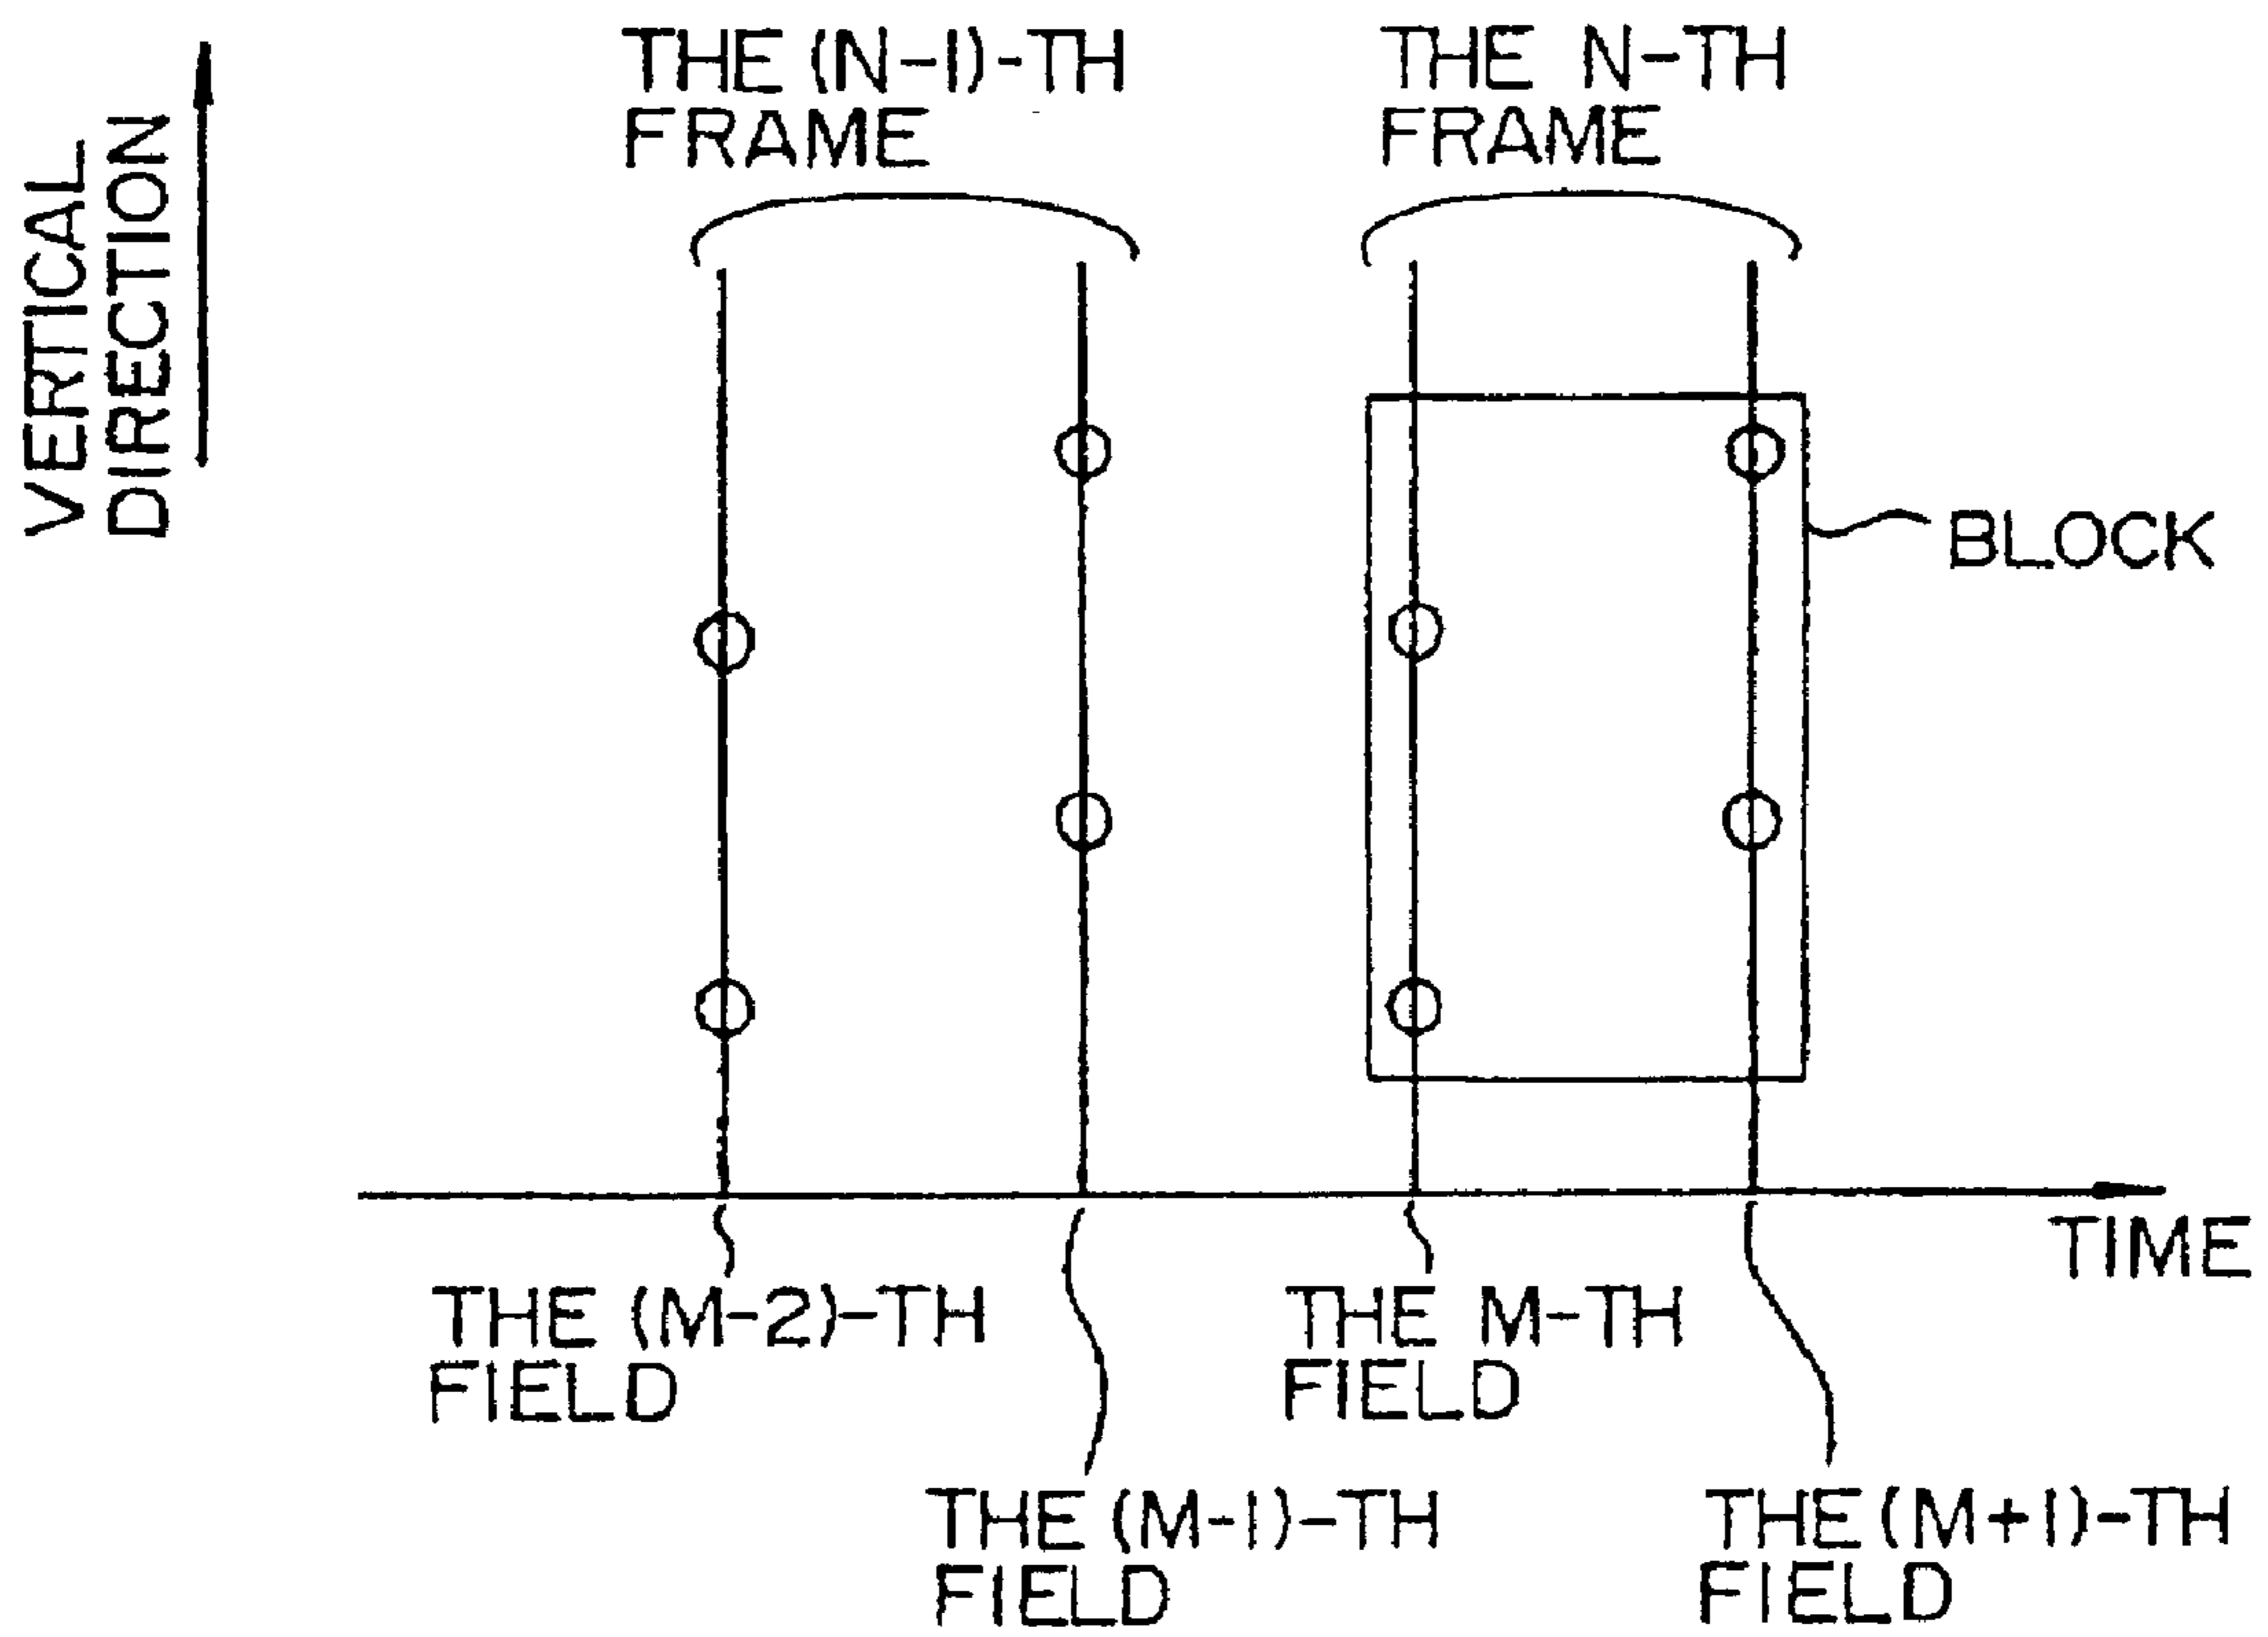 THE (N-1)-TH
FRAME
THE N-TH
FRAME
VERTICAL
DIRECTION
BLOCK
TIME
THE (M-2)-TH
FIELD
THE M-TH
FIELD
THE (M-1)-TH
FIELD
THE (M+1)-TH
FIELD